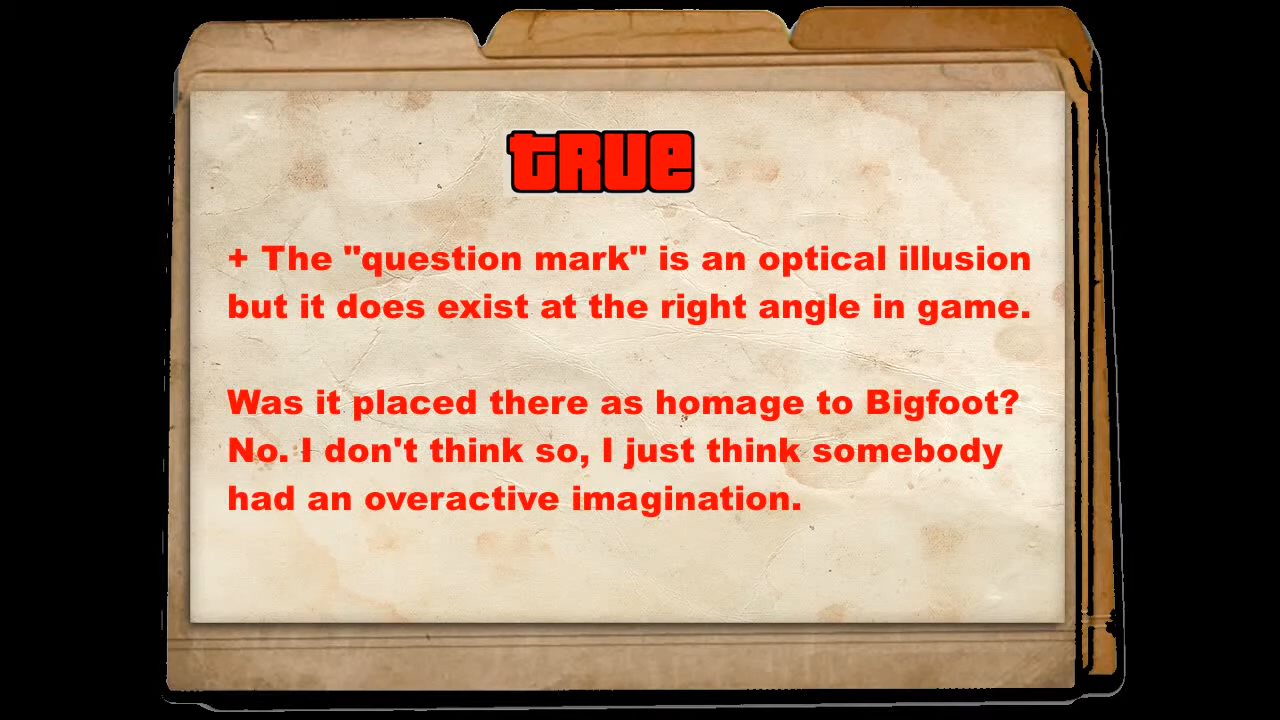 TRUE
+ The "question mark" is an optical illusion
but it does exist at the right angle in game.
Was it placed there as homage to Bigfoot?
No. I don't think so, I just think somebody
had an overactive imagination.